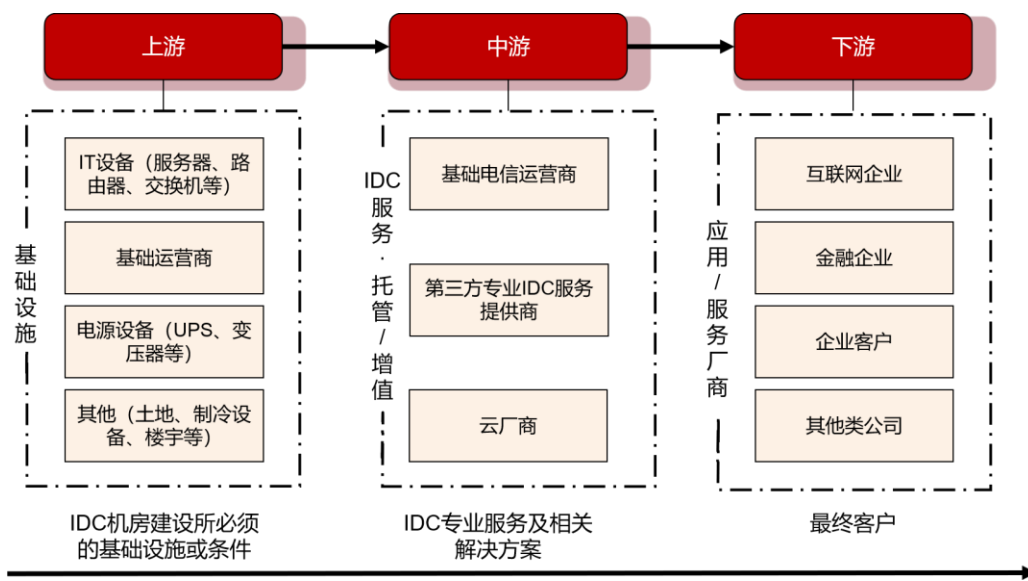 上游
中游
下游
基础设施
IT设备（服务器、路
由器、交换机等）
基础运营商
电源设备（UPS、变
压器等）
其他（土地、制冷设
备、楼宇等）
IDC服务·托管/增值
基础电信运营商
第三方专业IDC服务
提供商
云厂商
应用/服务厂商
互联网企业
金融企业
企业客户
其他类公司
IDC机房建设所必须
的基础设施或条件
IDC专业服务及相关
解决方案
最终客户